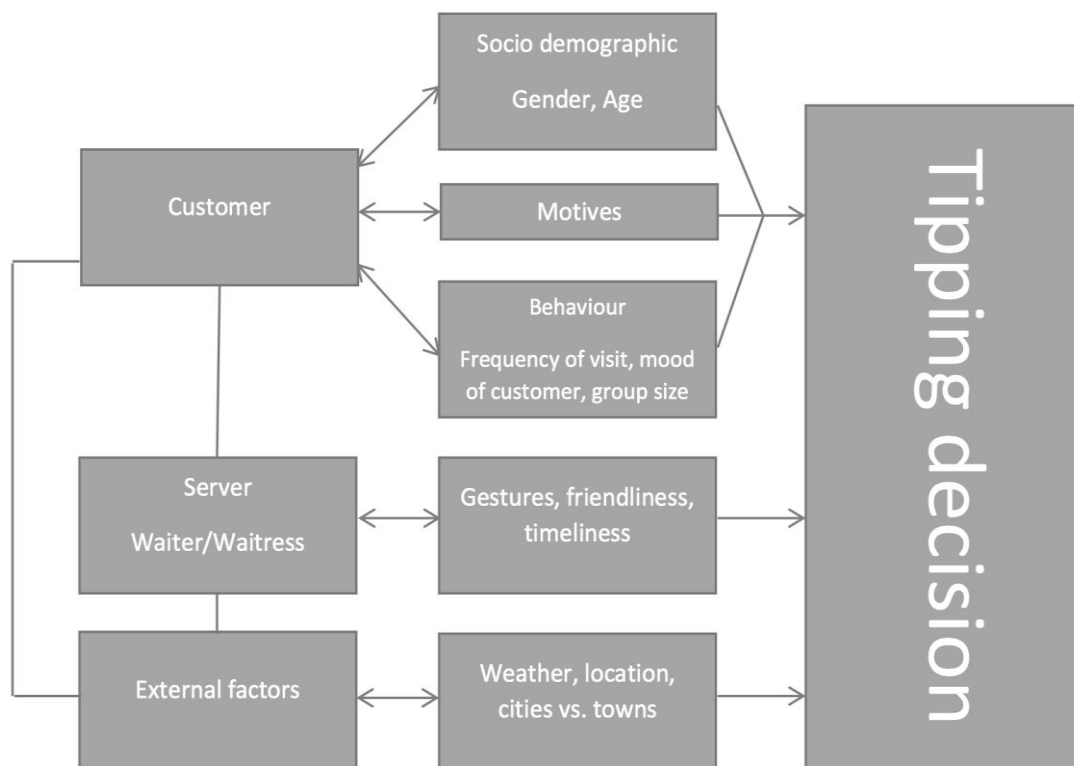 Socio demographic
Gender, Age
Customer
Motives
Behaviour
Frequency of visit, mood
of customer, group size
Server
Waiter/Waitress
Gestures, friendliness,
timeliness
External factors
Weather, location,
cities vs. towns
Tipping decision